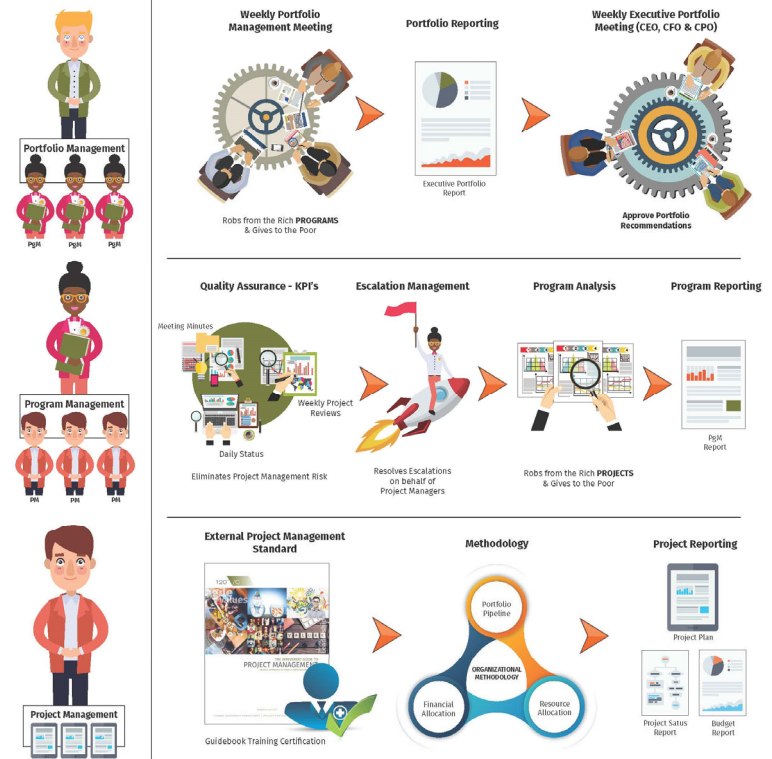 Weekly Portfolio
Management Meeting
Portfolio Reporting
Weekly Executive Portfolio
Meeting (CEO, CFO & CPO)
Portfolio Management
PgM
PgM
PgM
Robs from the Rich PROGRAMS
& Gives to the Poor
Executive Portfolio
Report
Approve Portfolio
Recommendations
Quality Assurance - KPI's
Escalation Management
Program Analysis
Program Reporting
Meeting Minutes
Weekly Project
Reviews
Daily Status
Eliminates Project Management Risk
Resolves Escalations
on behalf of
Project Managers
Robs from the Rich PROJECTS
& Gives to the Poor
PgM
Report
Program Management
PM
PM
PM
External Project Management
Standard
Methodology
Project Reporting
120°
Values
VALUES
PROJECT MANAGEMENT
Guidebook Training Certification
Portfolio
Pipeline
ORGANIZATIONAL
METHODOLOGY
Financial
Allocation
Resource
Allocation
Project Plan
Project Satus
Report
Budget
Report
Project Management